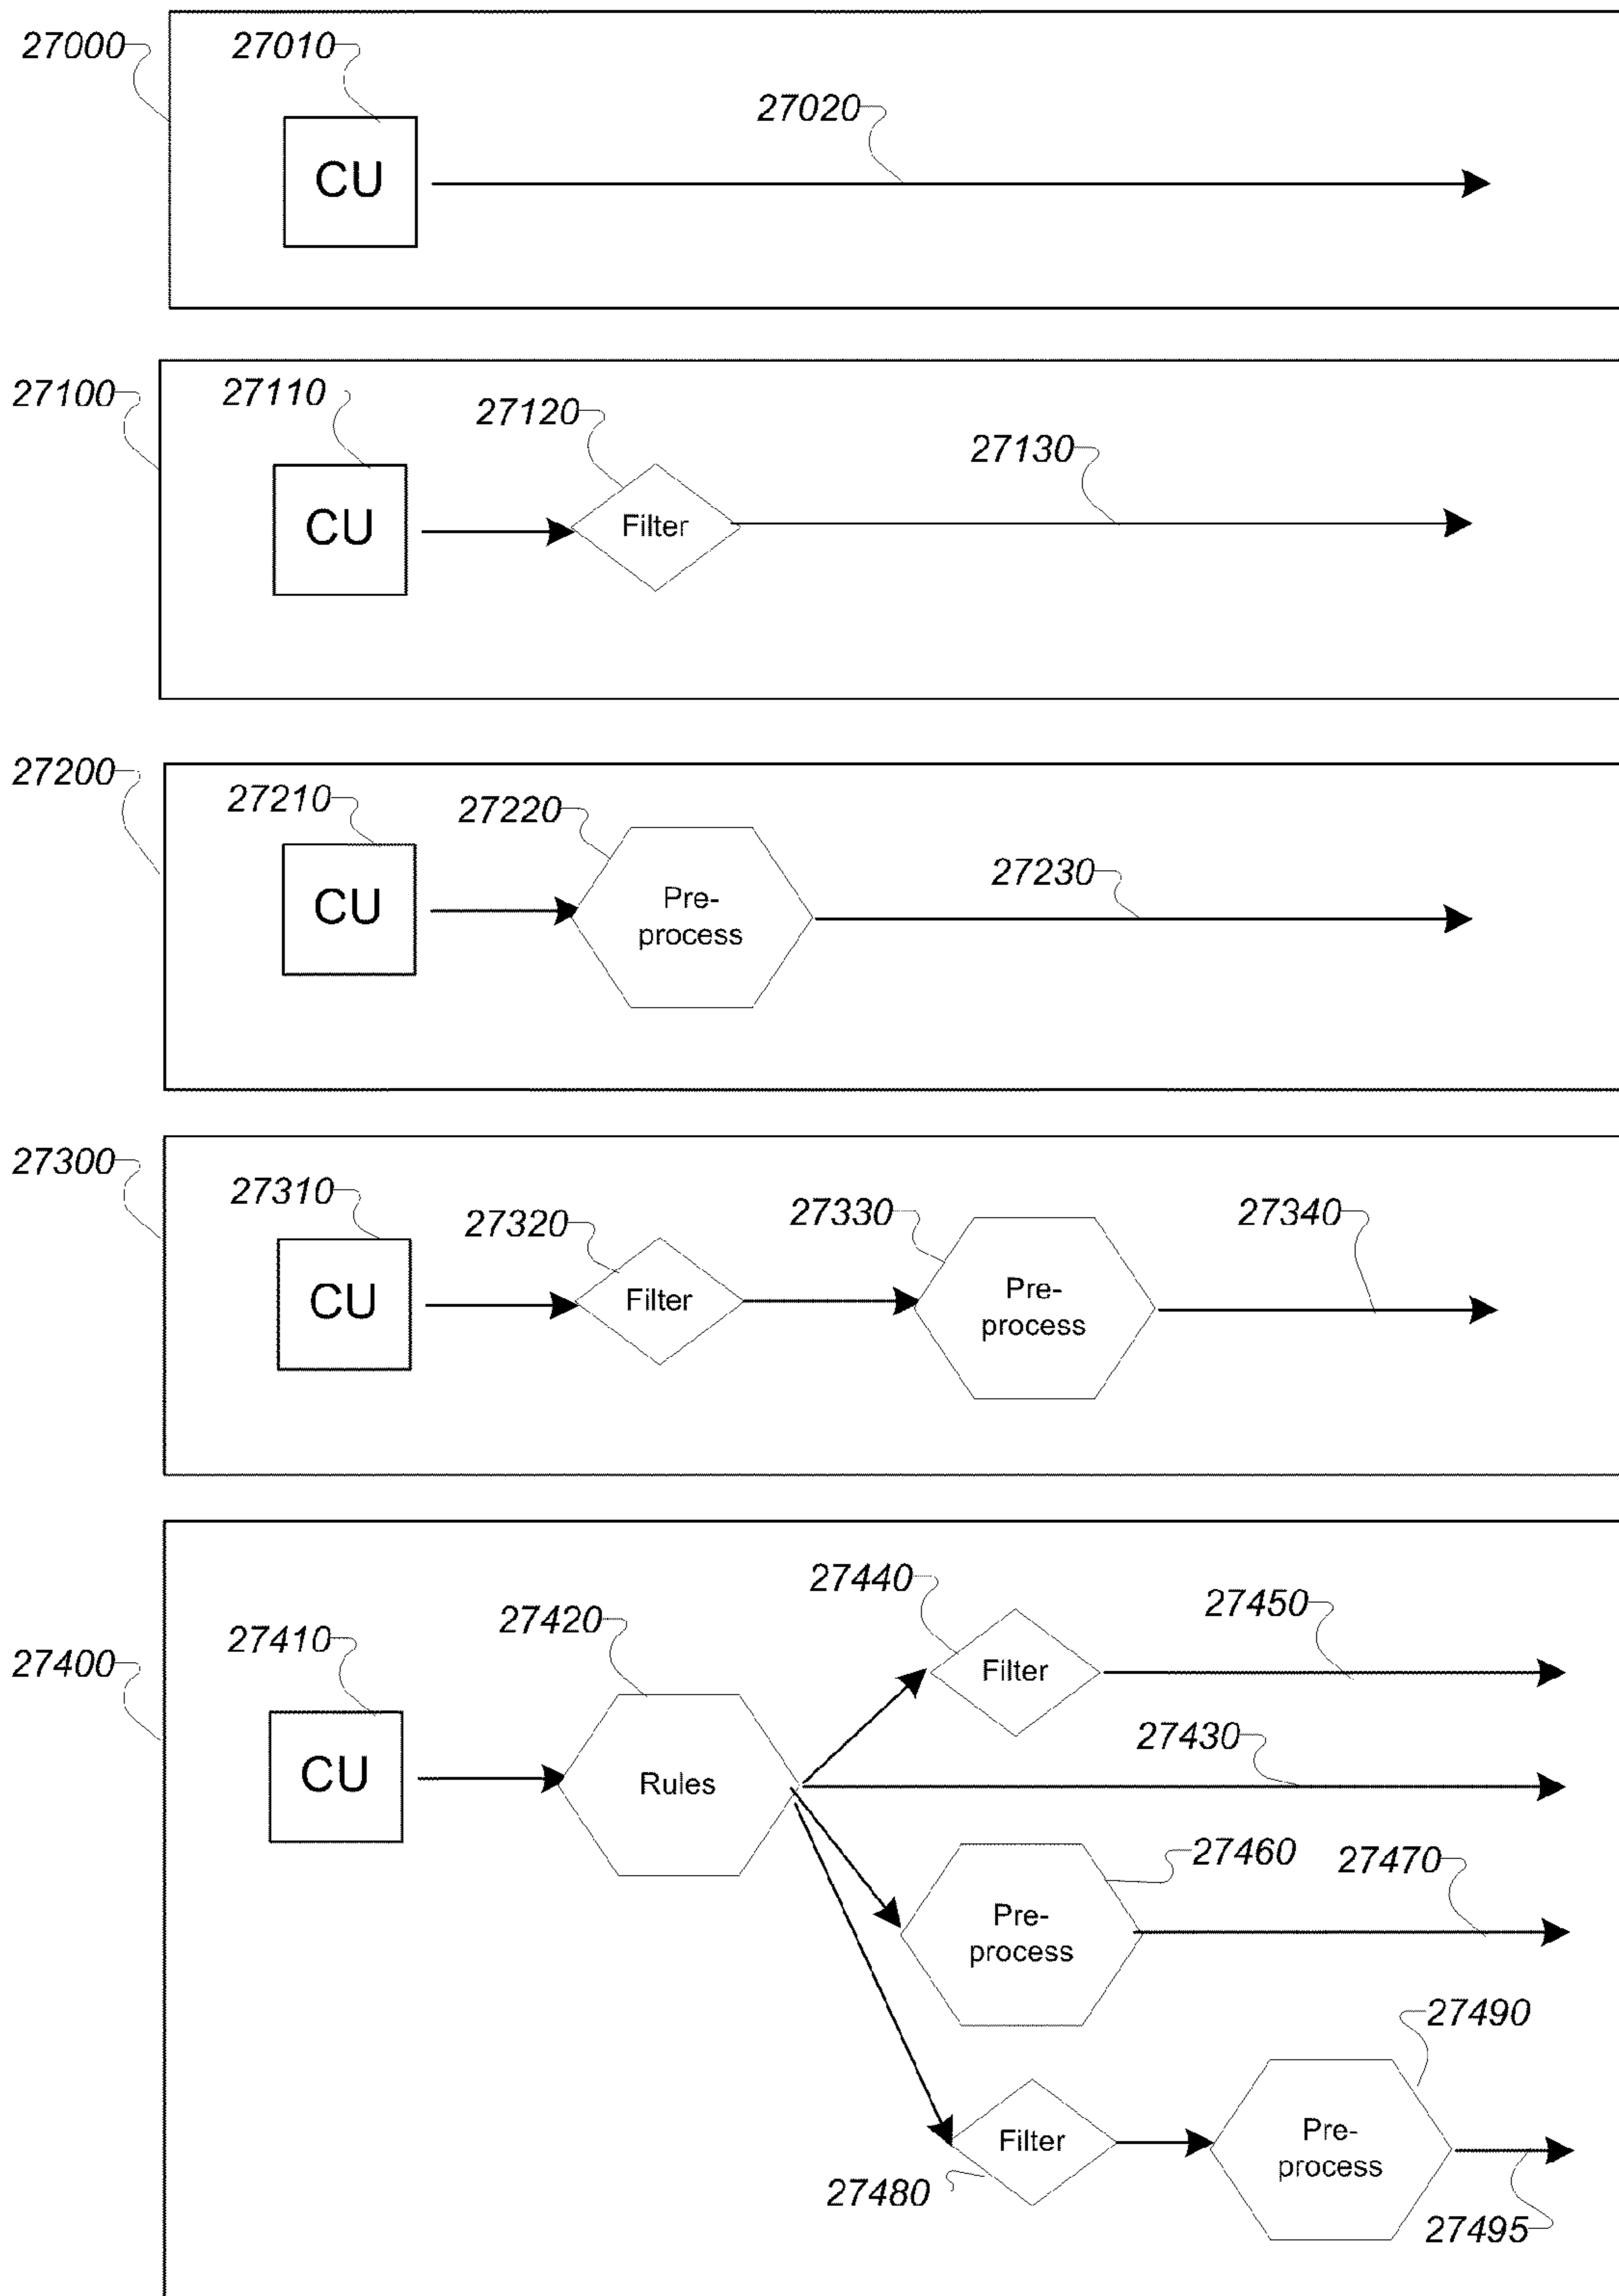 27000
27010
27020
CU
27100
27110
27120
27130
CU
Filter
27200
27210
27220
27230
CU
Pre-
process
27300
27310
27320
27330
27340
CU
Filter
Pre-
process
27400
27410
27420
27440
27450
CU
Rules
Filter
27430
27460
27470
Pre-
process
27490
Filter
Pre-
process
27480
27495